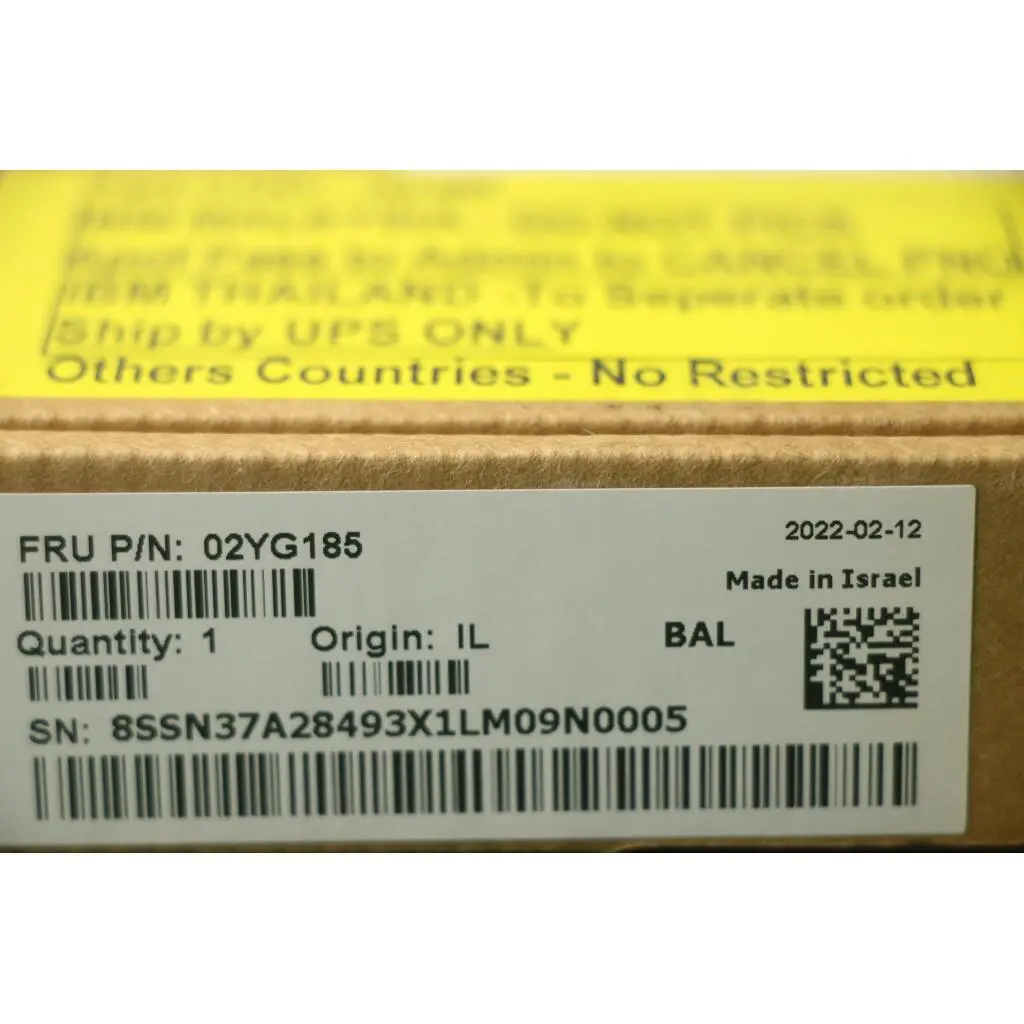 IBM THAILAND - To Seperate order
Ship by UPS ONLY
Others Countries - No Restricted
FRU P/N: 02YG185
2022-02-12
Made in Israel
Quantity: 1 Origin: IL BAL
SN: 8SSN37A28493X1LM09N0005